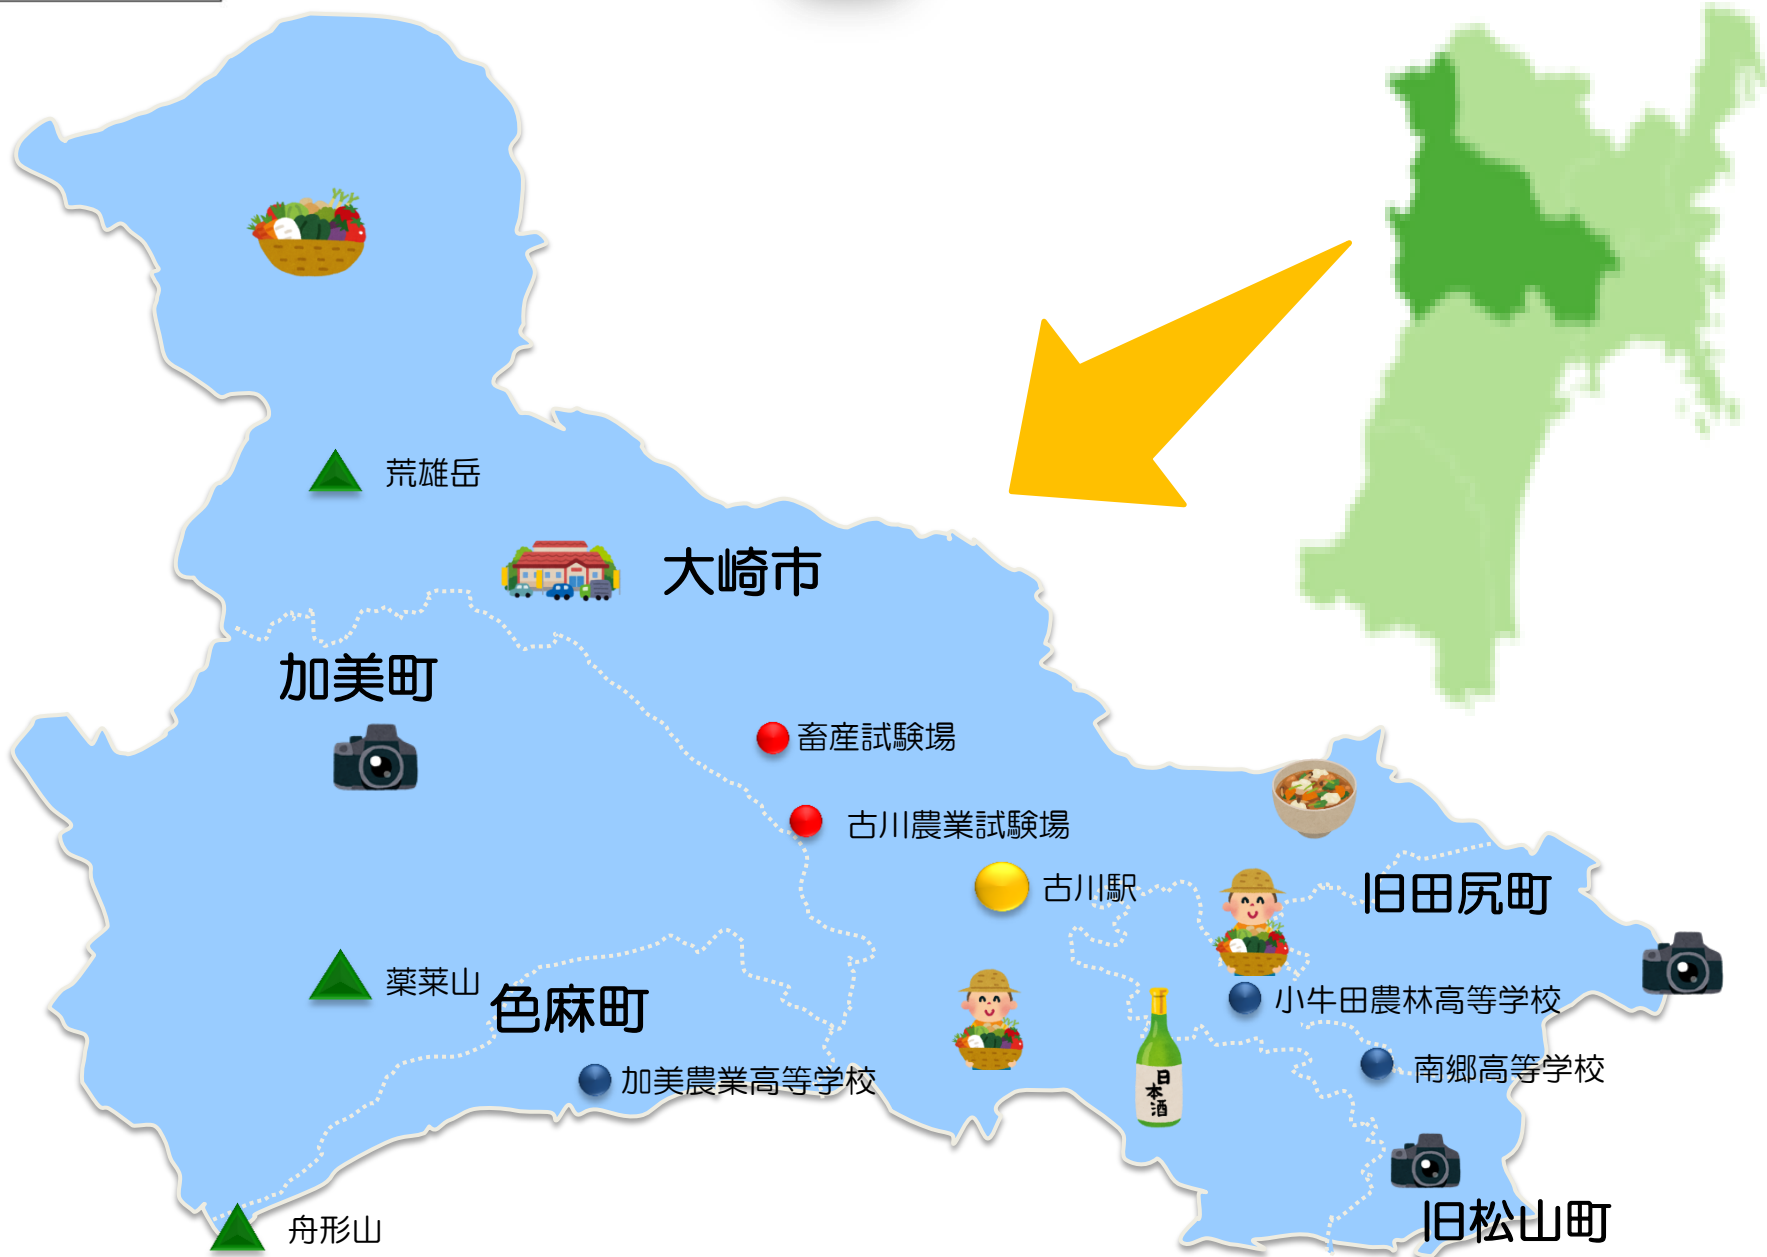 荒雄岳
大崎市
加美町
畜産試験場
古川農業試験場
古川駅
旧田尻町
薬莱山
色麻町
小牛田農林高等学校
加美農業高等学校
南郷高等学校
日本酒
旧松山町
舟形山